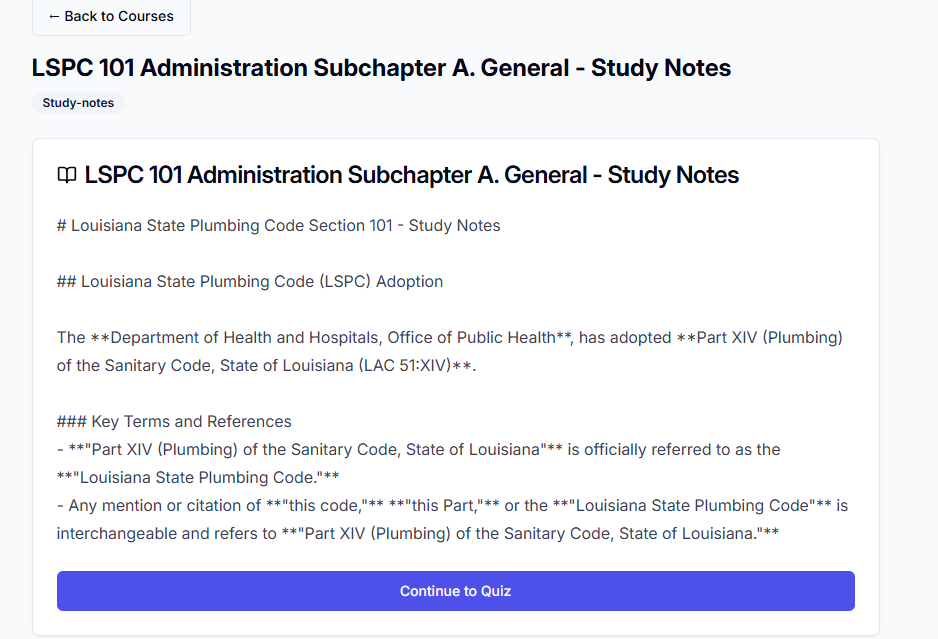 ← Back to Courses
LSPC 101 Administration Subchapter A. General - Study Notes
Study-notes
LSPC 101 Administration Subchapter A. General - Study Notes
# Louisiana State Plumbing Code Section 101 - Study Notes
## Louisiana State Plumbing Code (LSPC) Adoption
The **Department of Health and Hospitals, Office of Public Health**, has adopted **Part XIV (Plumbing)
of the Sanitary Code, State of Louisiana (LAC 51:XIV)**.
### Key Terms and References
- **"Part XIV (Plumbing) of the Sanitary Code, State of Louisiana"** is officially referred to as the
**"Louisiana State Plumbing Code."**
- Any mention or citation of **"this code,"** **"this Part,"** or the **"Louisiana State Plumbing Code"** is
interchangeable and refers to **"Part XIV (Plumbing) of the Sanitary Code, State of Louisiana."**
Continue to Quiz